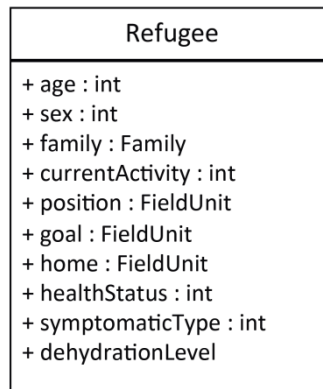 Refugee
+ age : int
+ sex : int
+ family : Family
+ currentActivity : int
+ position : FieldUnit
+ goal : FieldUnit
+ home : FieldUnit
+ healthStatus : int
+ symptomaticType : int
+ dehydrationLevel